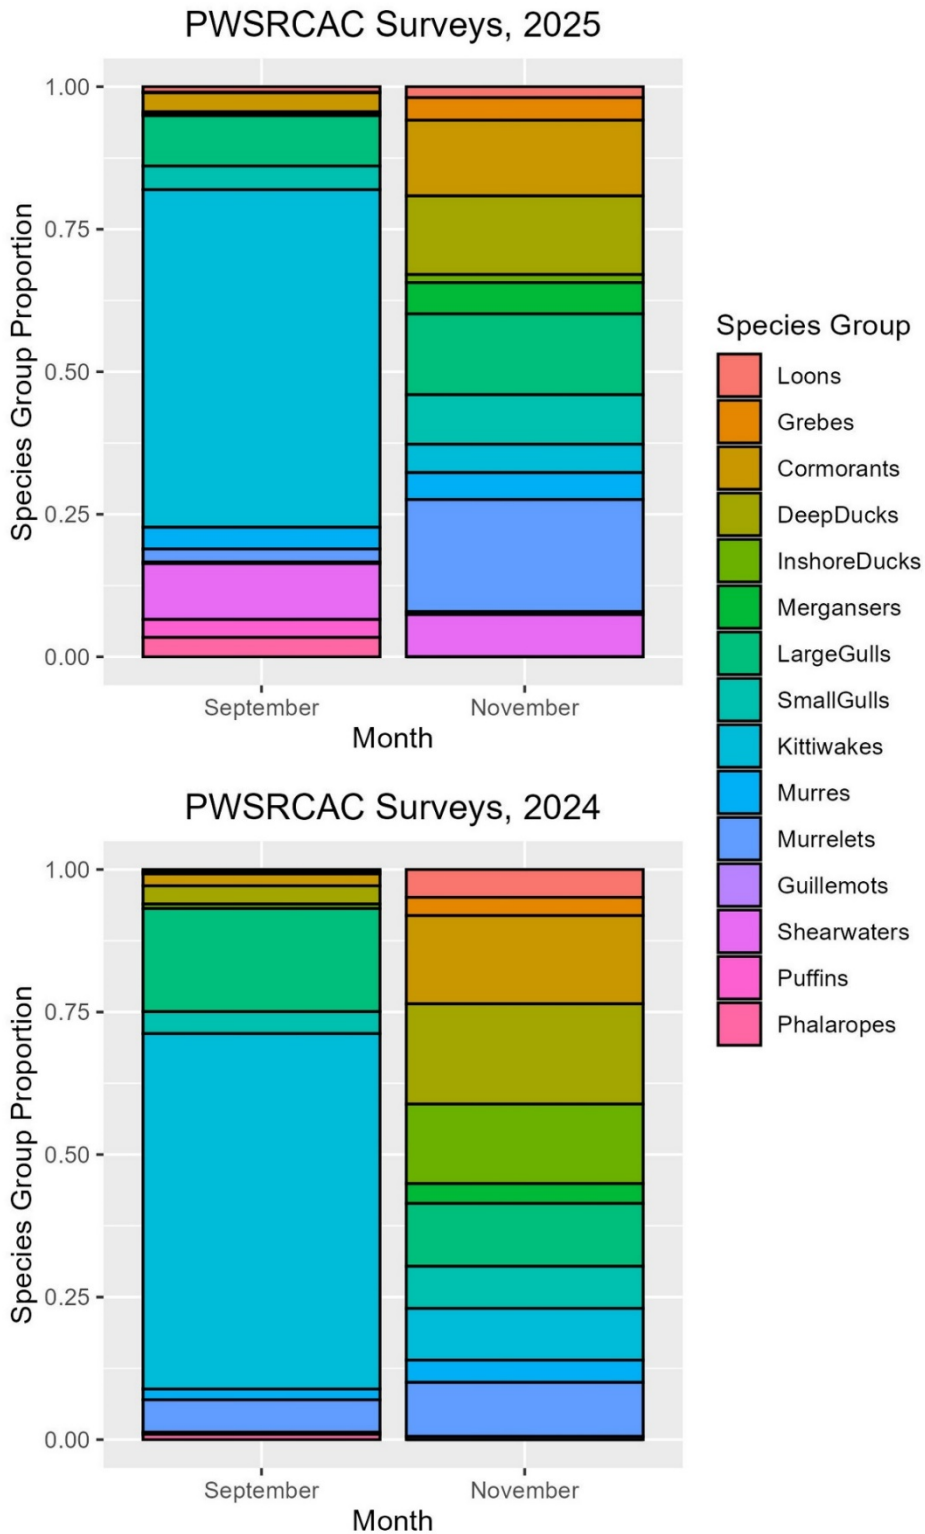 PWSRCAC Surveys, 2025
Species Group Proportion
1.00
0.75
0.50
0.25
0.00
September
November
Month
Species Group
Loons
Grebes
Cormorants
DeepDucks
InshoreDucks
Mergansers
LargeGulls
SmallGulls
Kittiwakes
Murres
Murrelets
Guillemots
Shearwaters
Puffins
Phalaropes
PWSRCAC Surveys, 2024
Species Group Proportion
1.00
0.75
0.50
0.25
0.00
September
November
Month